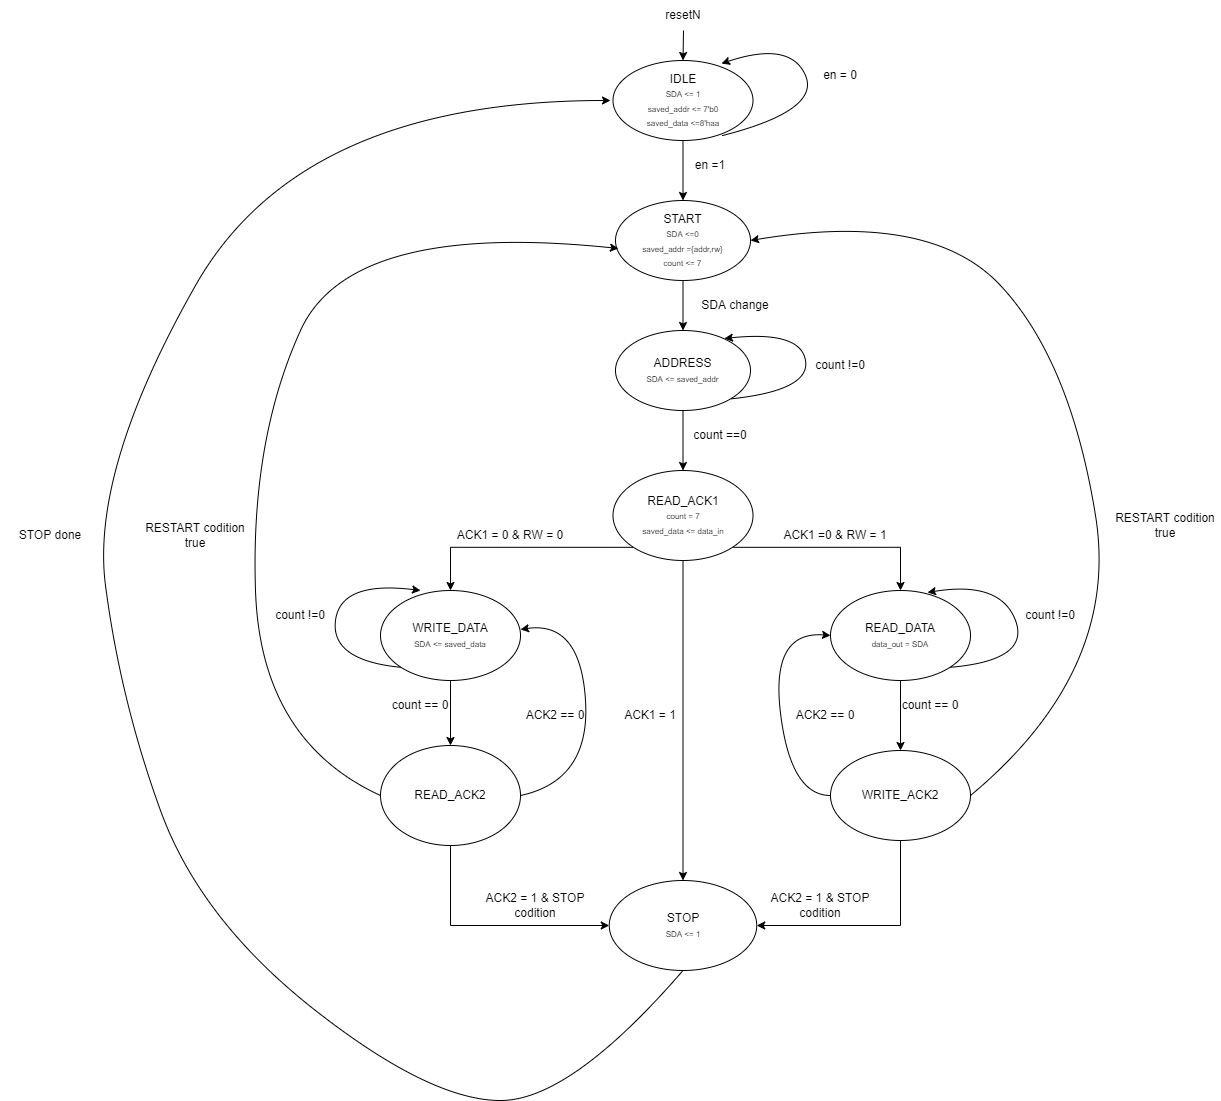 resetN
IDLE
SDA <= 1
saved_addr <= 7'b0
saved_data <=8'haa
en = 0
en =1
START
SDA <=0
saved_addr ={addr,rw}
count <= 7
SDA change
ADDRESS
SDA <= saved_addr
count !=0
count ==0
READ_ACK1
count = 7
saved_data <= data_in
STOP done
RESTART codition
true
ACK1 = 0 & RW = 0
ACK1 =0 & RW = 1
RESTART codition
true
count !=0
WRITE_DATA
SDA <= saved_data
READ_DATA
data_out = SDA
count !=0
count == 0
ACK2 == 0
ACK1 = 1
ACK2 == 0
count == 0
READ_ACK2
WRITE_ACK2
ACK2 = 1 & STOP
codition
ACK2 = 1 & STOP
codition
STOP
SDA <= 1